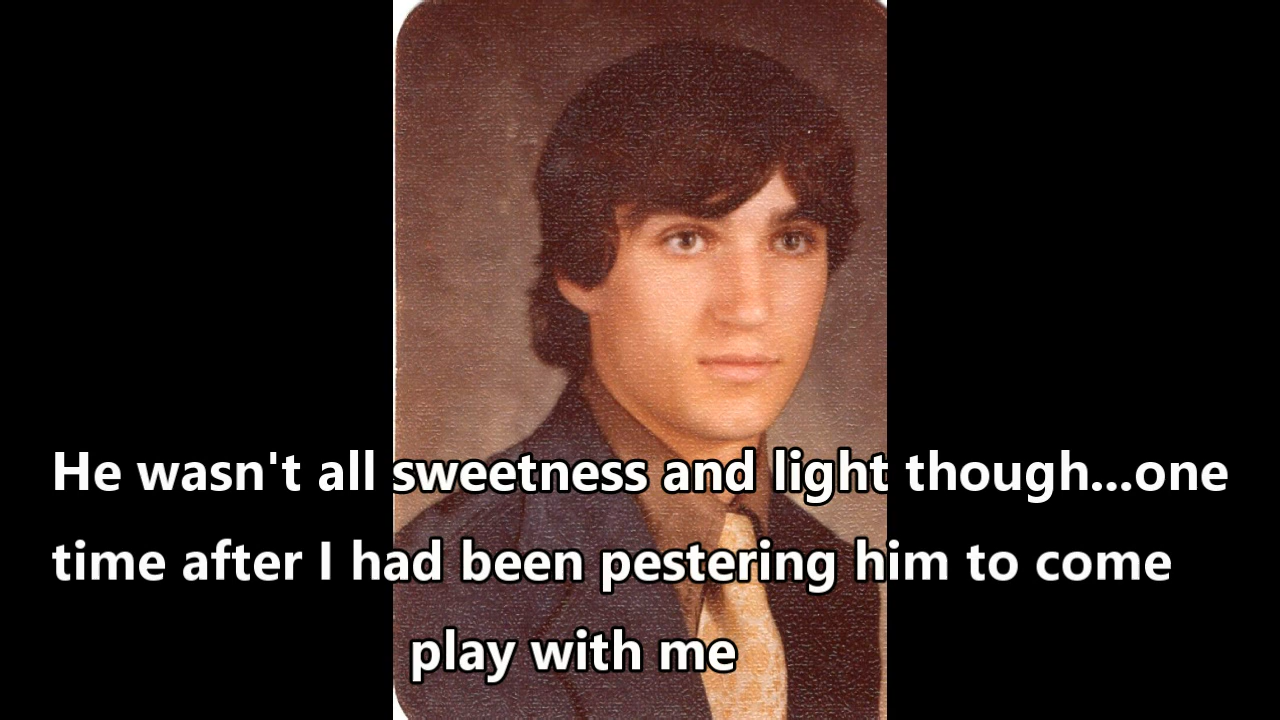 He wasn't all sweetness and light though...one
time after I had been pestering him to come
play with me